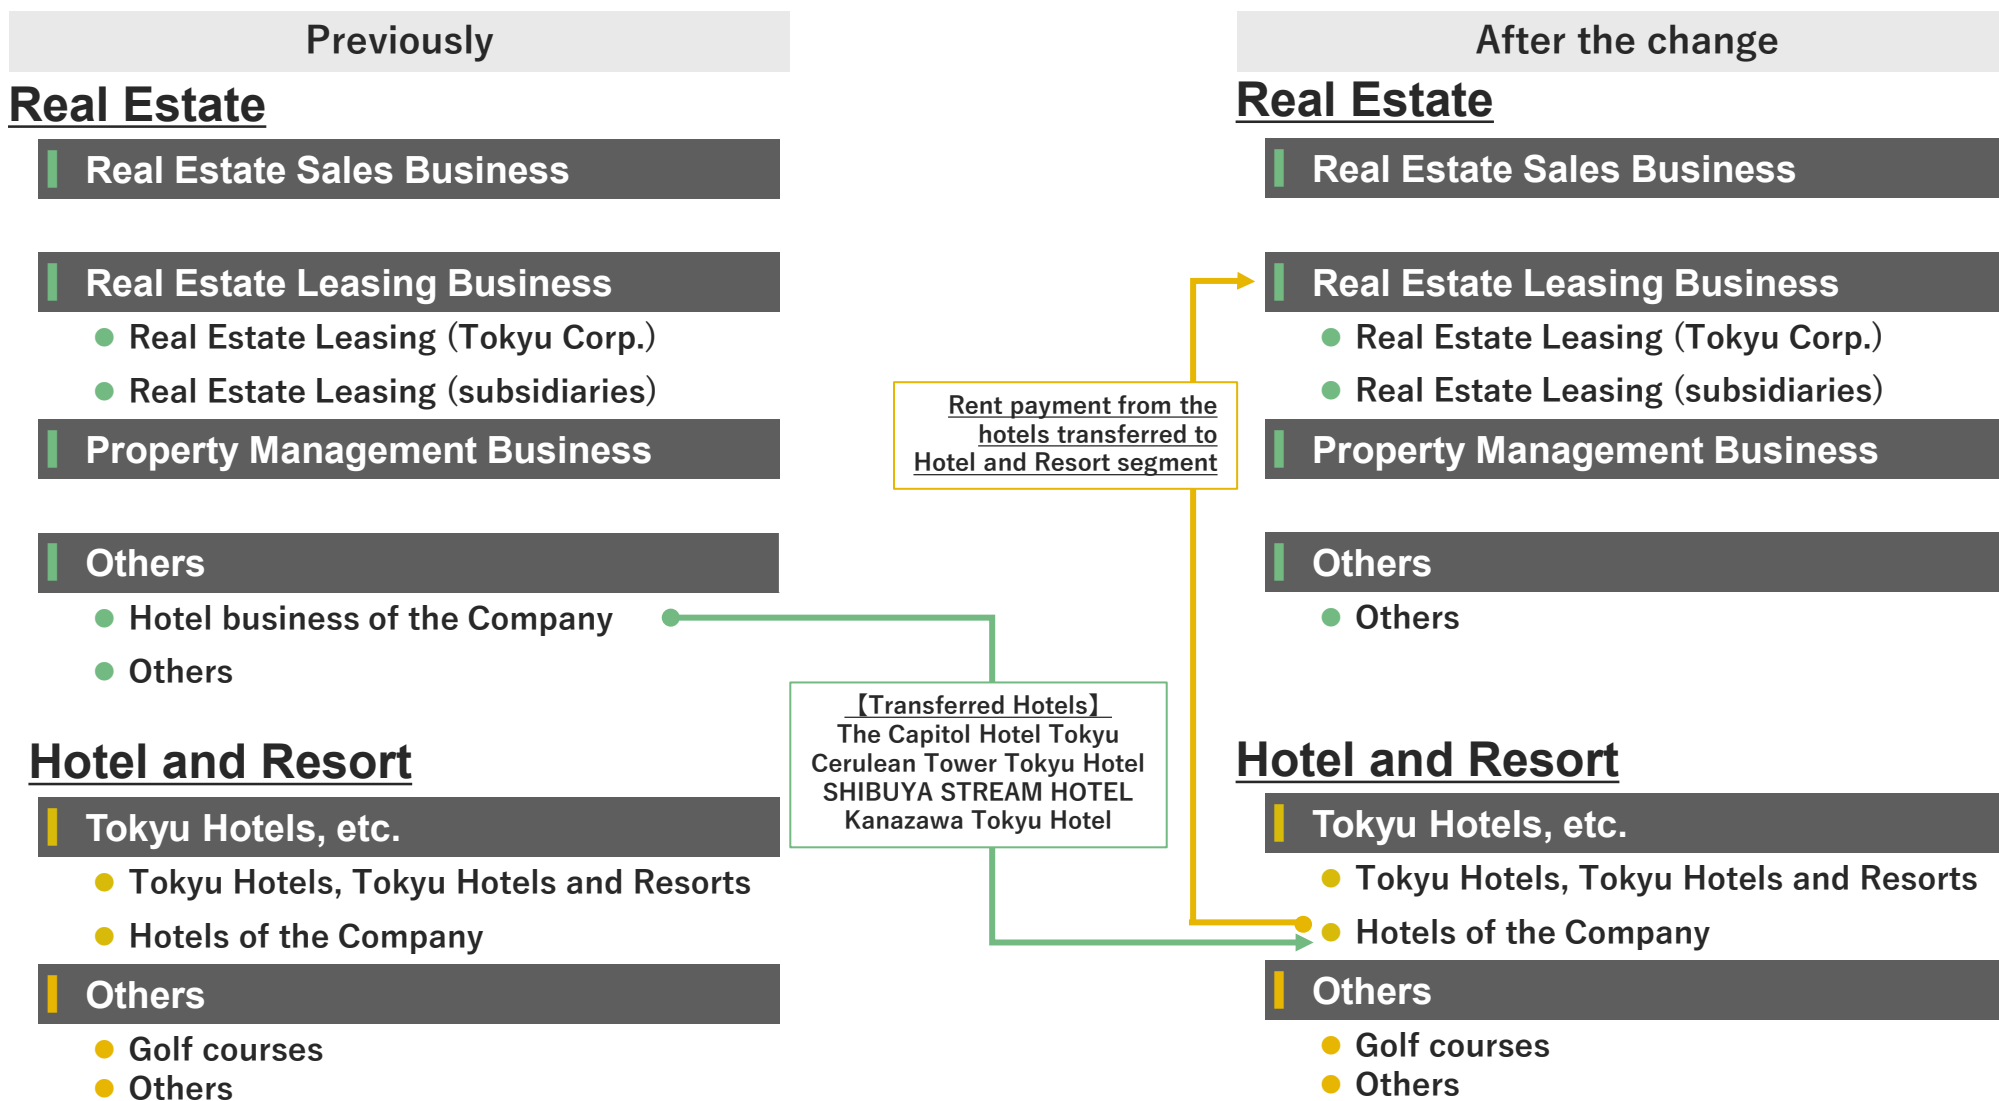 Previously
Real Estate
Real Estate Sales Business
Real Estate Leasing Business
Real Estate Leasing (Tokyu Corp.)
Real Estate Leasing (subsidiaries)
Property Management Business
Others
Hotel business of the Company
Others
Hotel and Resort
Tokyu Hotels, etc.
Tokyu Hotels, Tokyu Hotels and Resorts
Hotels of the Company
Others
Golf courses
Others
Rent payment from the
hotels transferred to
Hotel and Resort segment
【Transferred Hotels】
The Capitol Hotel Tokyu
Cerulean Tower Tokyu Hotel
SHIBUYA STREAM HOTEL
Kanazawa Tokyu Hotel
After the change
Real Estate
Real Estate Sales Business
Real Estate Leasing Business
Real Estate Leasing (Tokyu Corp.)
Real Estate Leasing (subsidiaries)
Property Management Business
Others
Others
Hotel and Resort
Tokyu Hotels, etc.
Tokyu Hotels, Tokyu Hotels and Resorts
Hotels of the Company
Others
Golf courses
Others